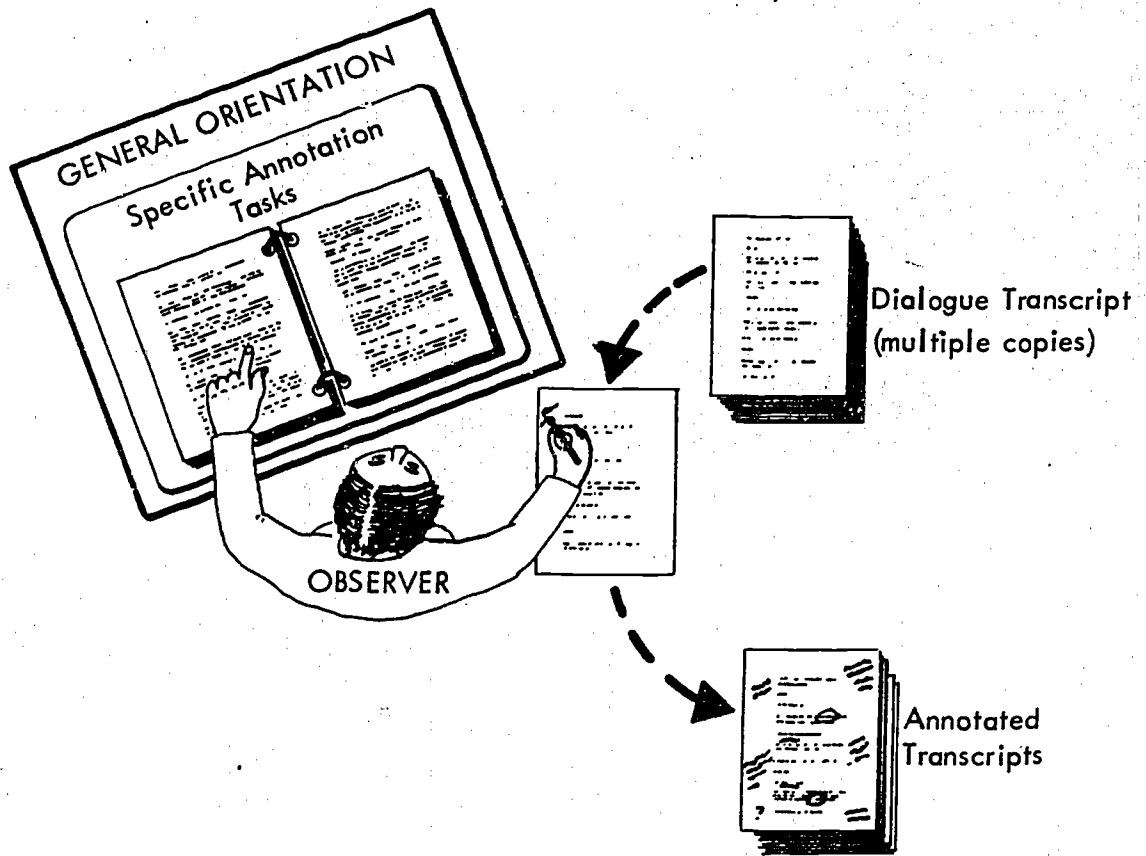 GENERAL ORIENTATION
Specific Annotation
Tasks
Dialogue Transcript
(multiple copies)
OBSERVER
Annotated
Transcripts
?